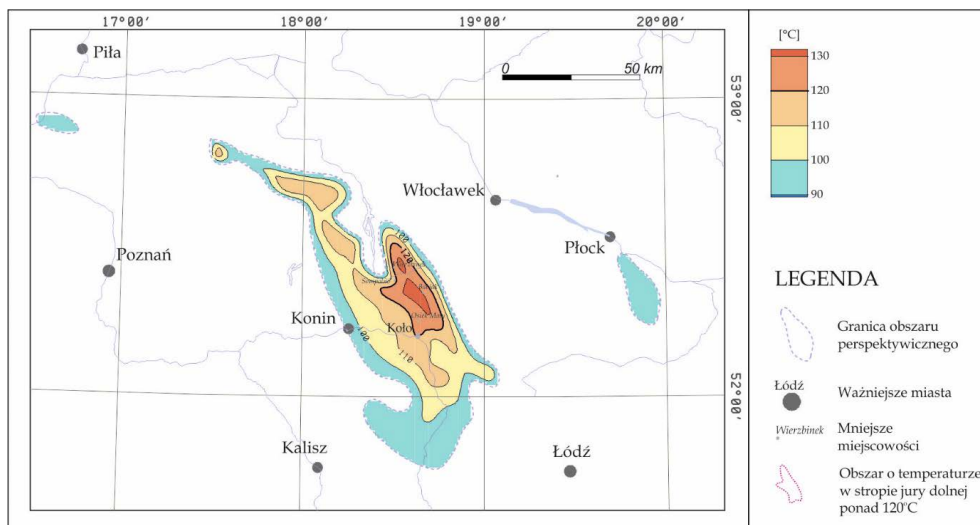 17°00'
18°00'
19°00'
20°00'
Piła
0
50 km
53°00'
Włocławek
Płock
Poznań
100
120
Konin
Koło
100
110
52°00'
Kalisz
Łódź
[°C]
130
120
110
100
90
LEGENDA
Granica obszaru
perspektywicznego
Łódź
Ważniejsze miasta
Wierzbinek
Mniejsze
miejscowości
Obszar o temperaturze
w stropie jury dolnej
ponad 120°C